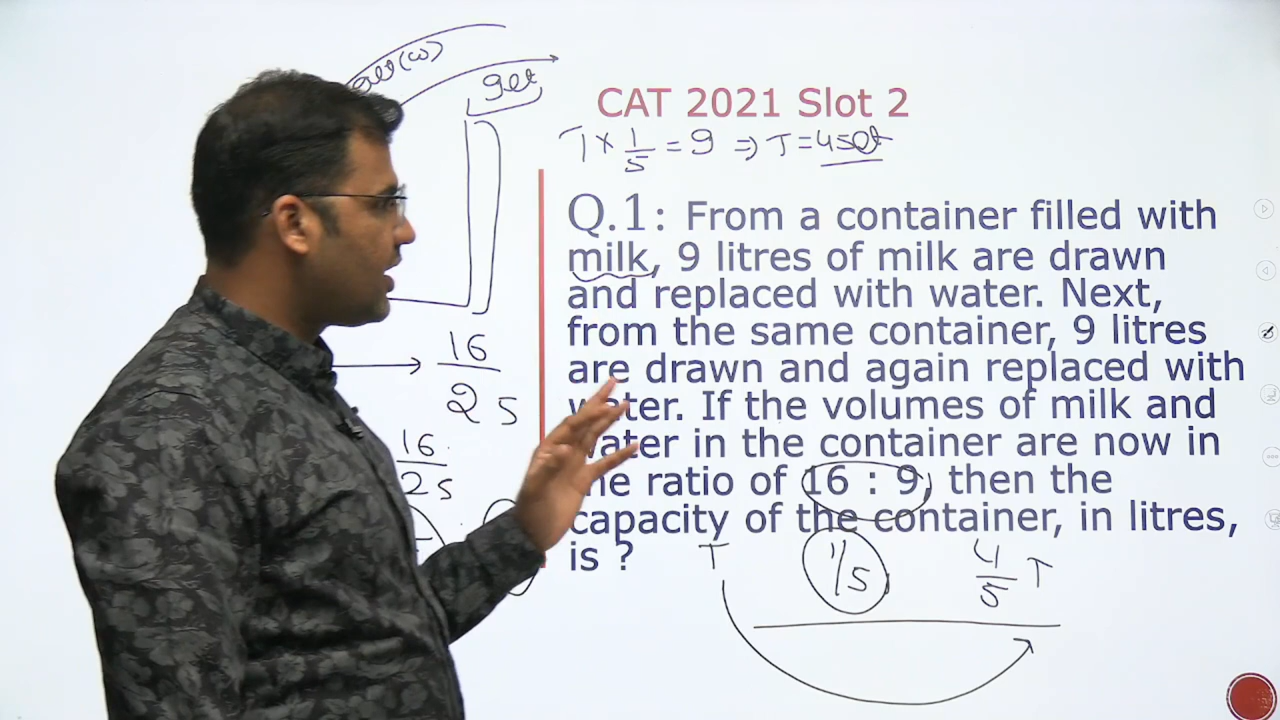 9lt(w)
9lt
CAT 2021 Slot 2
T × 1/5 = 9 ⇒ T = 45lt
Q.1: From a container filled with
milk, 9 litres of milk are drawn
and replaced with water. Next,
from the same container, 9 litres
are drawn and again replaced with
water. If the volumes of milk and
water in the container are now in
ratio of 16 : 9, then the
capacity of the container, in litres,
is ?
16/25
16/25
T 1/5 4/5 T